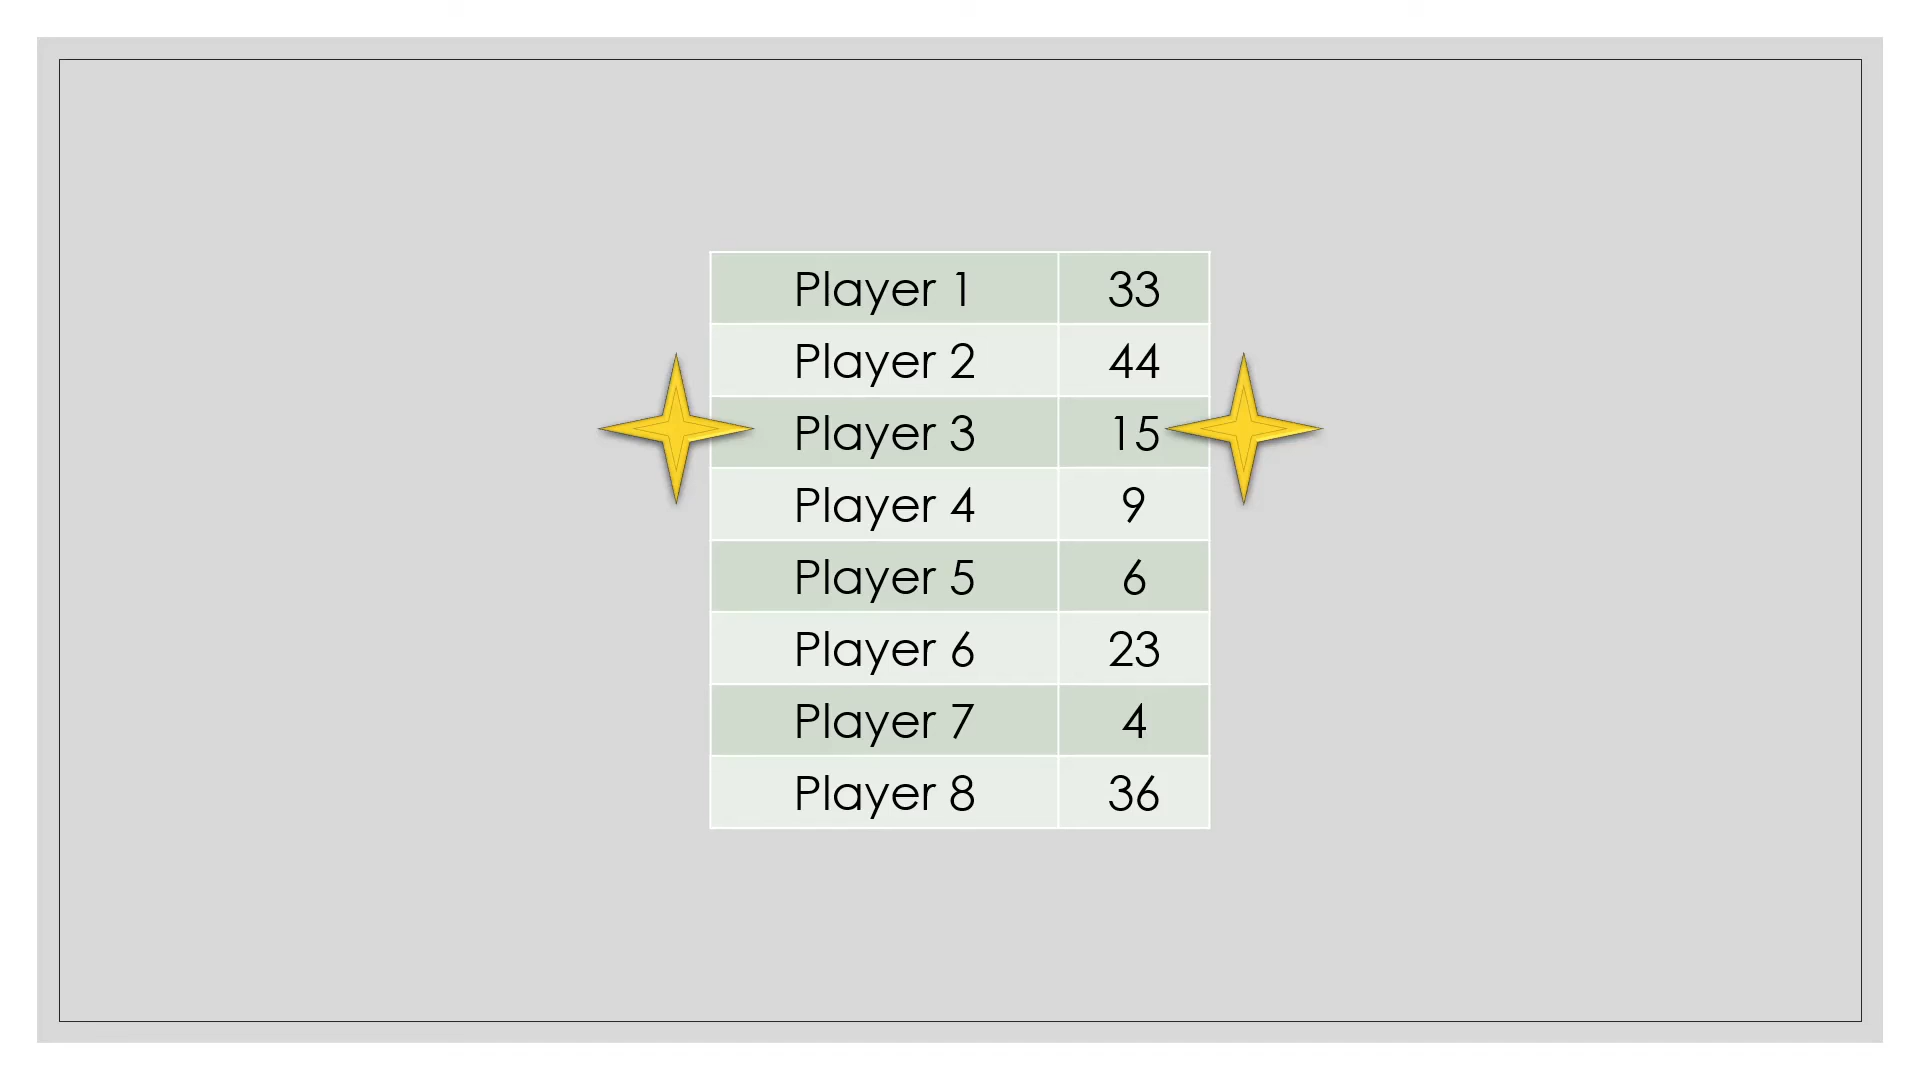 Player 1 33
Player 2 44
Player 3 15
Player 4 9
Player 5 6
Player 6 23
Player 7 4
Player 8 36